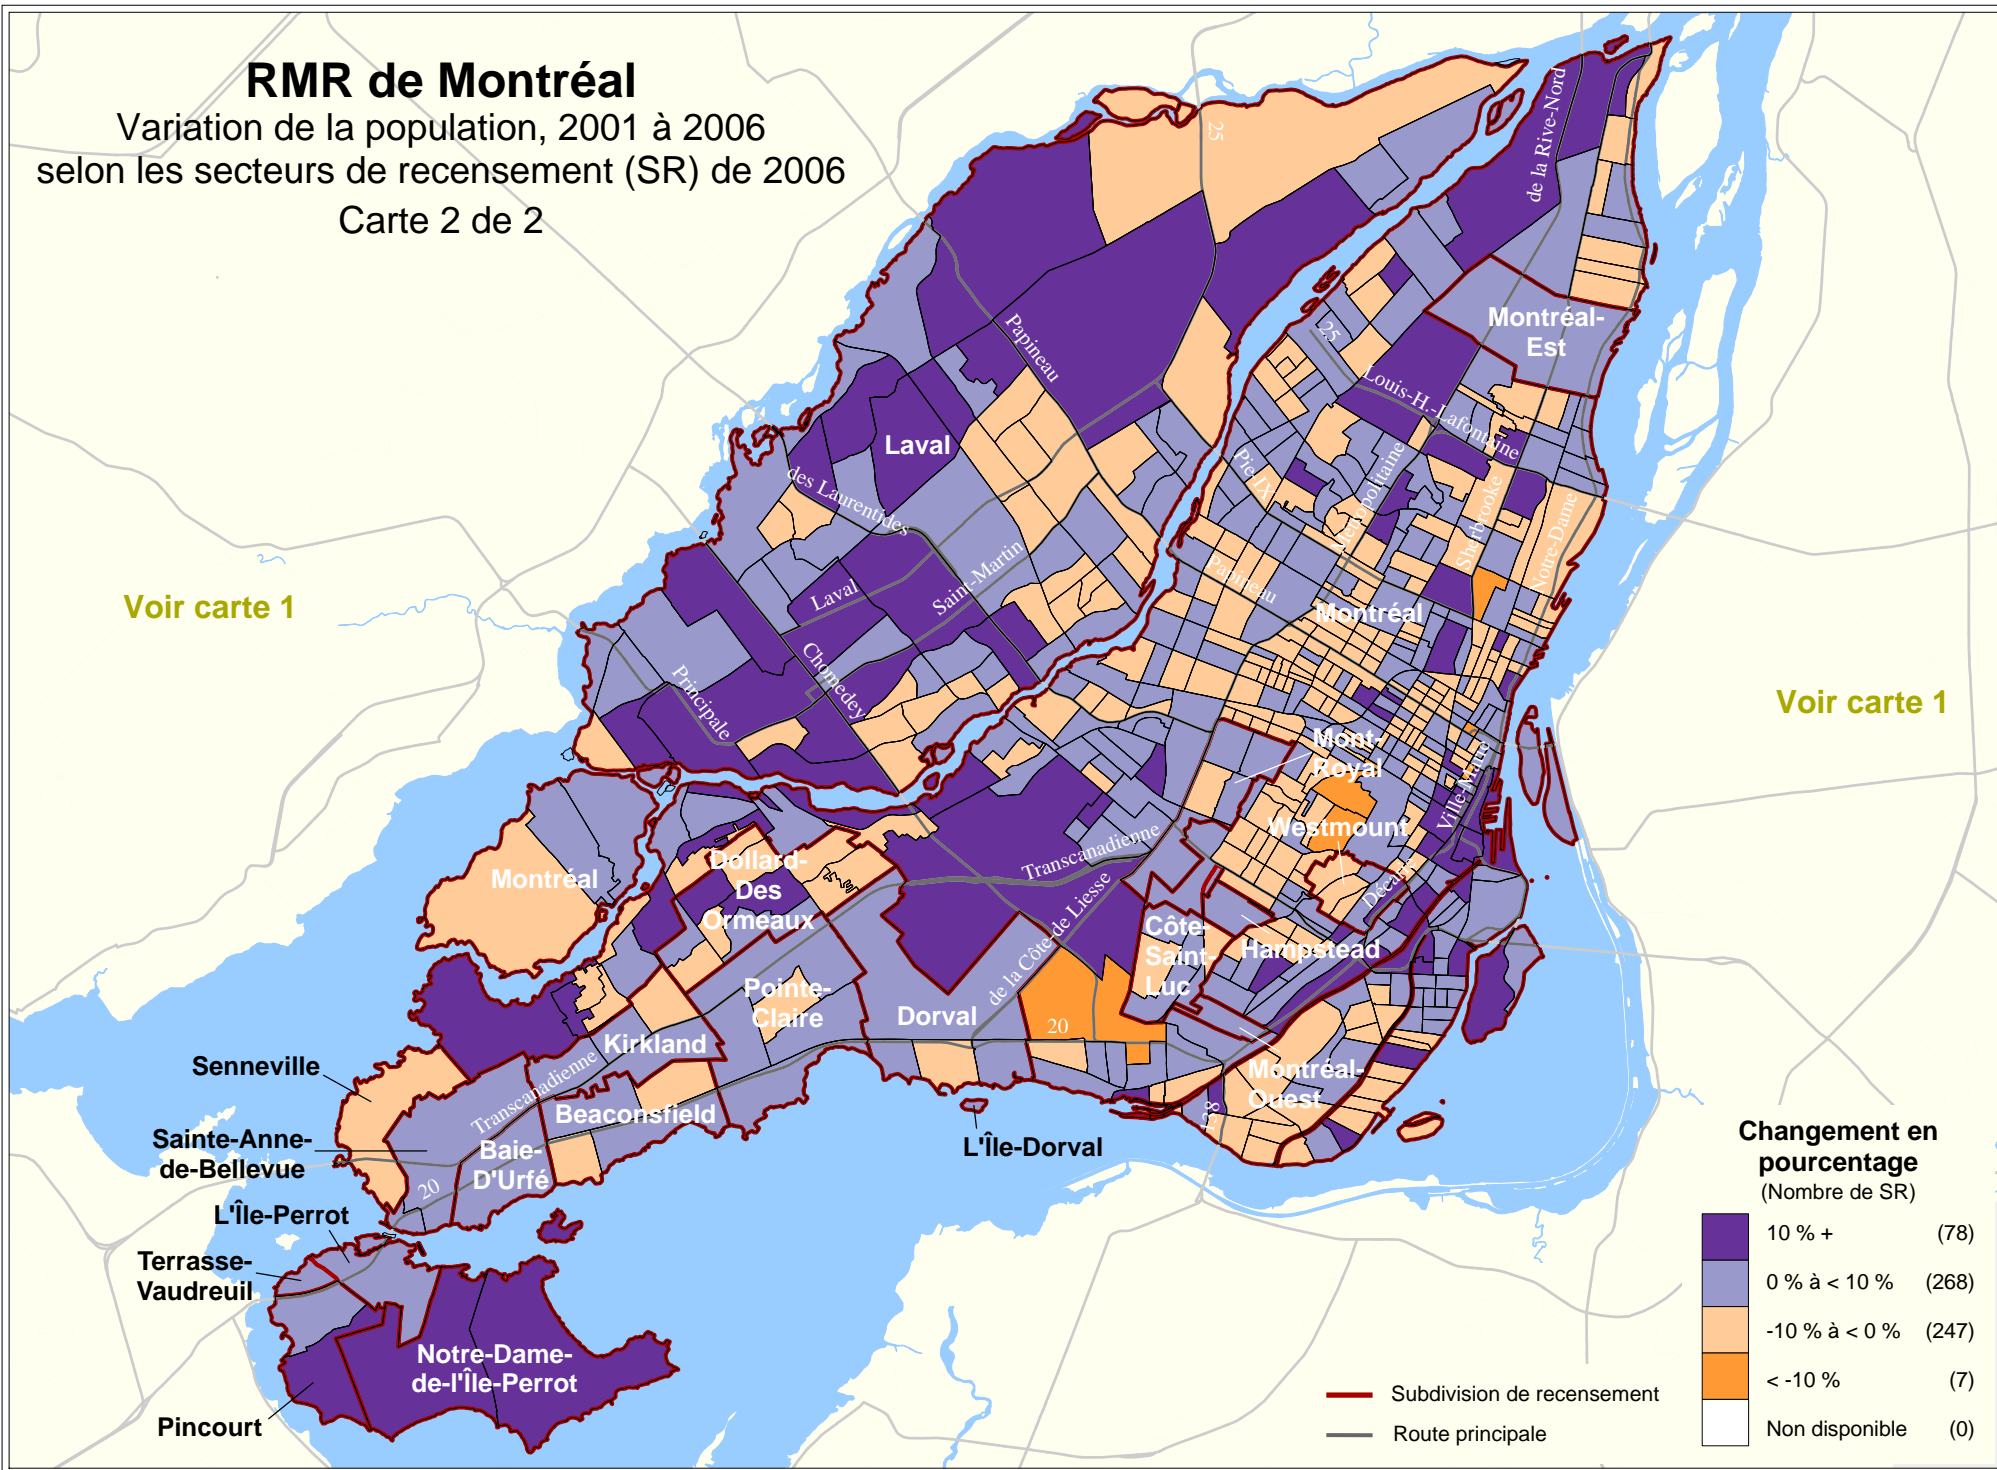 RMR de Montréal
Variation de la population, 2001 à 2006
selon les secteurs de recensement (SR) de 2006
Carte 2 de 2
25
de la Rive-Nord
Montréal-
Est
25
Louis-H.-Lafontaine
Papineau
Laval
des Laurentides
Pie-IX
Métropolitaine
Sherbrooke
Notre-Dame
Saint-Martin
Laval
Papineau
Montréal
Voir carte 1
Chomedey
Principale
Voir carte 1
Mont-
Royal
Ville-Marie
Westmount
Transcanadienne
Décarie
Montréal
Dollard-
Des
Ormeaux
de la Côte-de Liesse
Côte-
Saint-
Luc
Hampstead
Pointe-
Claire
Dorval
20
Kirkland
Senneville
Transcanadienne
Beaconsfield
Montréal-
Ouest
138
Sainte-Anne-
de-Bellevue
Baie-
D'Urfé
L'Île-Dorval
20
L'Île-Perrot
Terrasse-
Vaudreuil
Notre-Dame-
de-l'Île-Perrot
Pincourt
Changement en
pourcentage
(Nombre de SR)
10 % + (78)
0 % à < 10 % (268)
-10 % à < 0 % (247)
< -10 % (7)
Non disponible (0)
Subdivision de recensement
Route principale